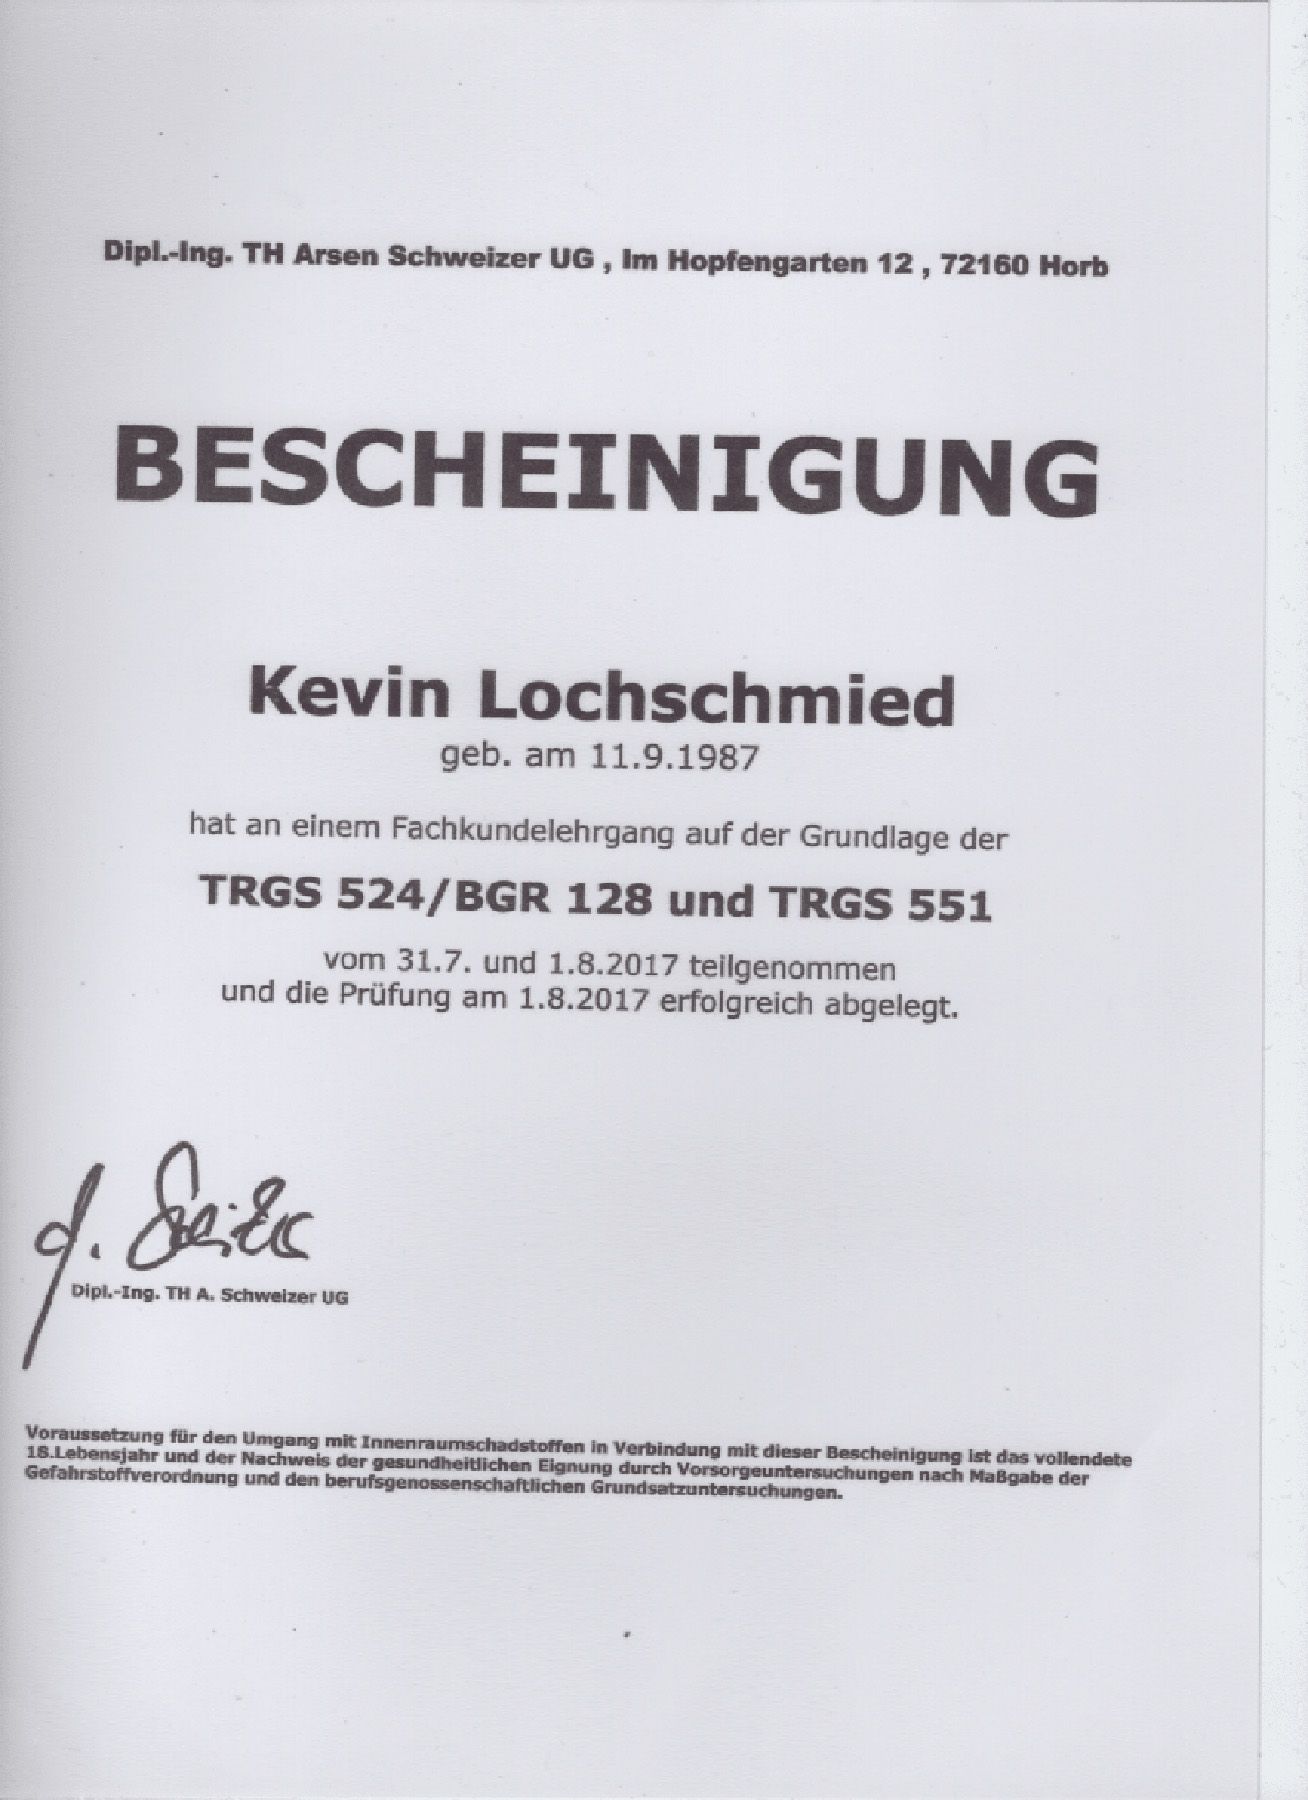 Dipl.-Ing. TH Arsen Schweizer UG , Im Hopfengarten 12 , 72160 Horb
BESCHEINIGUNG
Kevin Lochschmied
geb. am 11.9.1987
hat an einem Fachkundelehrgang auf der Grundlage der
TRGS 524/BGR 128 und TRGS 551
vom 31.7. und 1.8.2017 teilgenommen
und die Prüfung am 1.8.2017 erfolgreich abgelegt.
Dipl.-Ing. TH A. Schweizer UG
Voraussetzung für den Umgang mit Innenraumschadstoffen in Verbindung mit dieser Bescheinigung ist das vollendete
18.Lebensjahr und der Nachweis der gesundheitlichen Eignung durch Vorsorgeuntersuchungen nach Maßgabe der
Gefahrstoffverordnung und den berufsgenossenschaftlichen Grundsatzuntersuchungen.